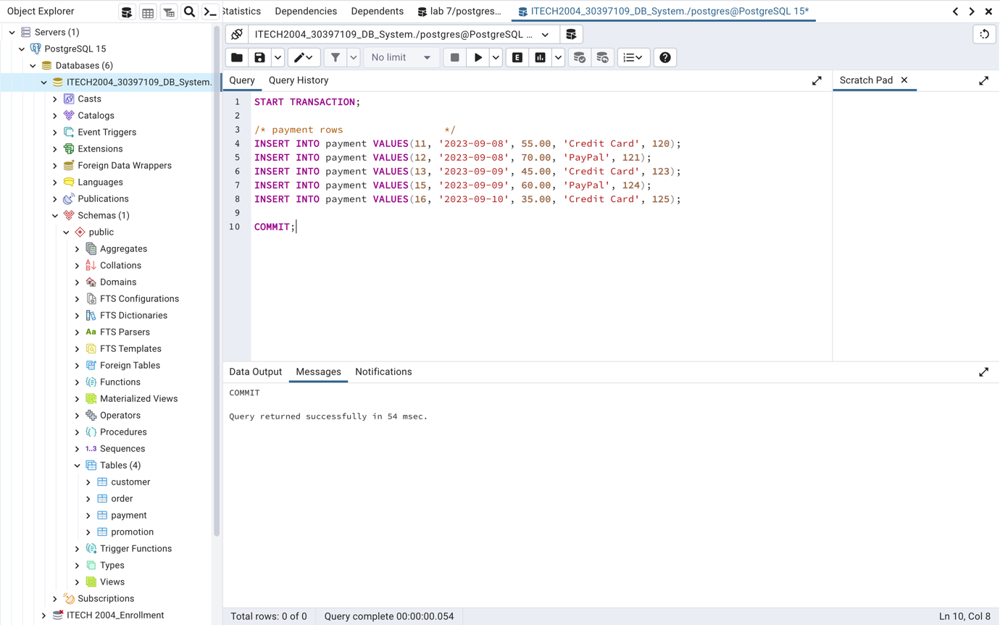 Object Explorer
Statistics
Dependencies
Dependents
lab 7/postgres...
ITECH2004_30397109_DB_System./postgres@PostgreSQL 15*
Servers (1)
PostgreSQL 15
Databases (6)
ITECH2004_30397109_DB_System.
Casts
Catalogs
Event Triggers
Extensions
Foreign Data Wrappers
Languages
Publications
Schemas (1)
public
Aggregates
Collations
Domains
FTS Configurations
FTS Dictionaries
Aa FTS Parsers
FTS Templates
Foreign Tables
Functions
Materialized Views
Operators
Procedures
1..3 Sequences
Tables (4)
customer
order
payment
promotion
Trigger Functions
Types
Views
Subscriptions
ITECH 2004_Enrollment
ITECH2004_30397109_DB_System./postgres@PostgreSQL ...
No limit
E
Query
Query History
Scratch Pad
1 START TRANSACTION;
2
3 /* payment rows */
4 INSERT INTO payment VALUES(11, '2023-09-08', 55.00, 'Credit Card', 120);
5 INSERT INTO payment VALUES(12, '2023-09-08', 70.00, 'PayPal', 121);
6 INSERT INTO payment VALUES(13, '2023-09-09', 45.00, 'Credit Card', 123);
7 INSERT INTO payment VALUES(15, '2023-09-09', 60.00, 'PayPal', 124);
8 INSERT INTO payment VALUES(16, '2023-09-10', 35.00, 'Credit Card', 125);
9
10 COMMIT;
Data Output
Messages
Notifications
COMMIT
Query returned successfully in 54 msec.
Total rows: 0 of 0
Query complete 00:00:00.054
Ln 10, Col 8